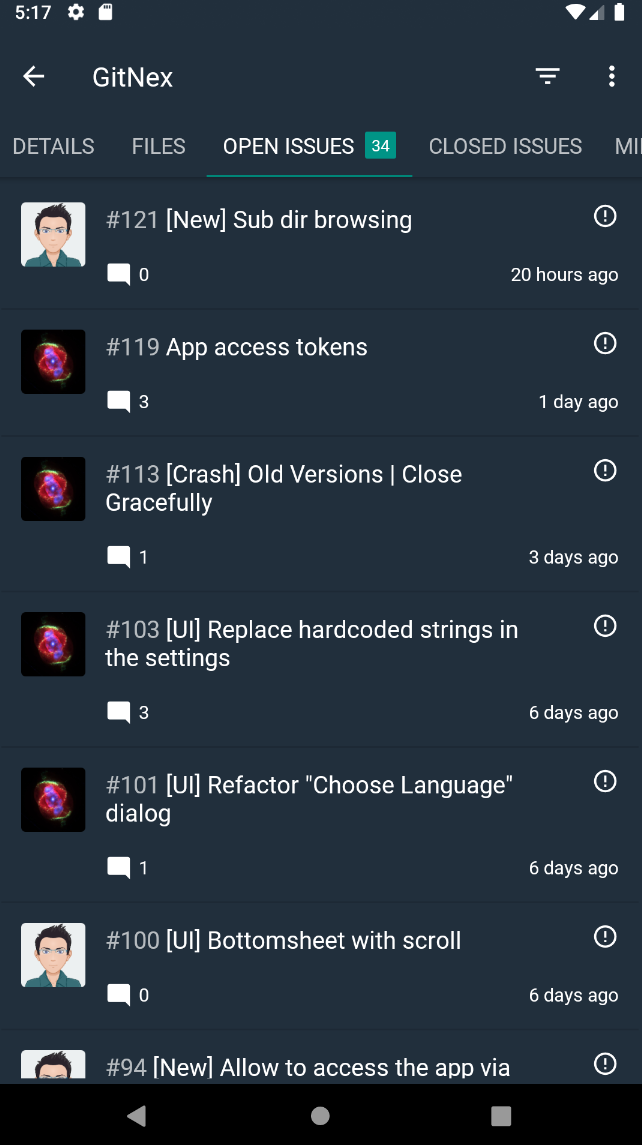 5:17
GitNex
DETAILS FILES OPEN ISSUES 34 CLOSED ISSUES
#121 [New] Sub dir browsing
0 20 hours ago
#119 App access tokens
3 1 day ago
#113 [Crash] Old Versions | Close
Gracefully
1 3 days ago
#103 [UI] Replace hardcoded strings in
the settings
3 6 days ago
#101 [UI] Refactor "Choose Language"
dialog
1 6 days ago
#100 [UI] Bottomsheet with scroll
0 6 days ago
#94 [New] Allow to access the app via